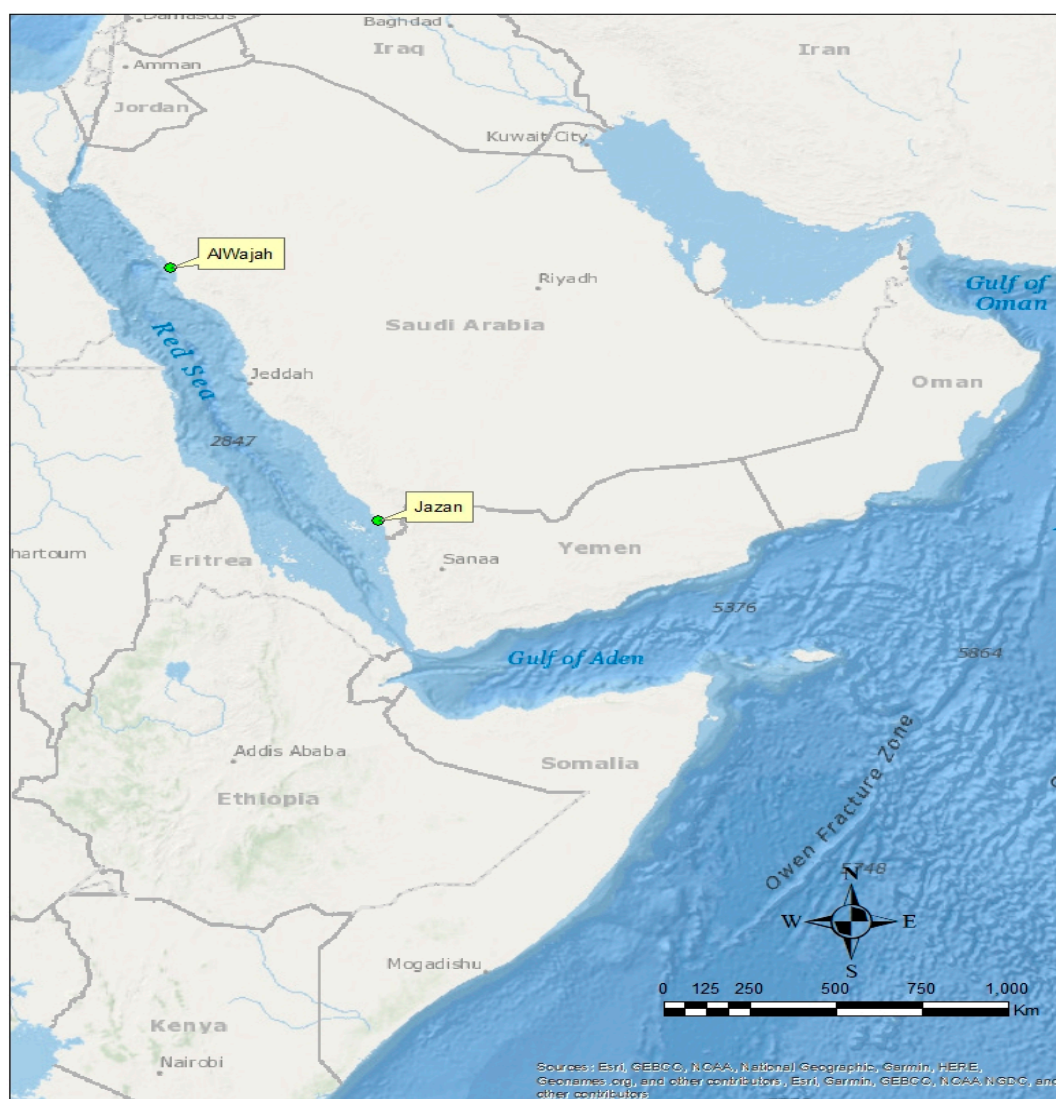 Damascus
Baghdad
Iraq
Iran
Amman
Jordan
Kuwait City
AlWajah
Riyadh
Gulf of
Oman
Saudi Arabia
Red Sea
Jeddah
Oman
2847
Jazan
hartoum
Eritrea
Sanaa
Yemen
5376
Gulf of Aden
5864
Addis Ababa
Somalia
Ethiopia
Owen Fracture Zone
5748
N
W
E
S
Mogadishu
0 125 250 500 750 1,000
Km
Kenya
Nairobi
Sources: Esri, GEBCO, NOAA, National Geographic, Garmin, HERE,
Geonames.org, and other contributors, Esri, Garmin, GEBCO, NOAA NGDC, and
other contributors